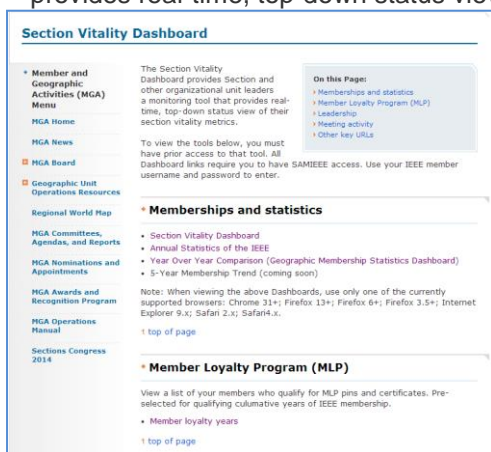 provides real time, top-down status view
Section Vitality Dashboard
Member and
Geographic
Activities (MGA)
Menu
MGA Home
MGA News
MGA Board
Geographic Unit
Operations Resources
Regional World Map
MGA Committees,
Agendas, and Reports
MGA Nominations and
Appointments
MGA Awards and
Recognition Program
MGA Operations
Manual
Sections Congress
2014
The Section Vitality
Dashboard provides Section and
other organizational unit leaders
a monitoring tool that provides real-
time, top-down status view of their
section vitality metrics.
To view the tools below, you must
have prior access to that tool. All
Dashboard links require you to have SAMIEEE access. Use your IEEE member
username and password to enter.
On this Page:
Memberships and statistics
Member Loyalty Program (MLP)
Leadership
Meeting activity
Other key URLs
Memberships and statistics
• Section Vitality Dashboard
• Annual Statistics of the IEEE
• Year Over Year Comparison (Geographic Membership Statistics Dashboard)
• 5-Year Membership Trend (coming soon)
Note: When viewing the above Dashboards, use only one of the currently
supported browsers: Chrome 31+; Firefox 13+; Firefox 6+; Firefox 3.5+; Internet
Explorer 9.x; Safari 2.x; Safari4.x.
↑ top of page
Member Loyalty Program (MLP)
View a list of your members who qualify for MLP pins and certificates. Pre-
selected for qualifying culumative years of IEEE membership.
• Member loyalty years
↑ top of page